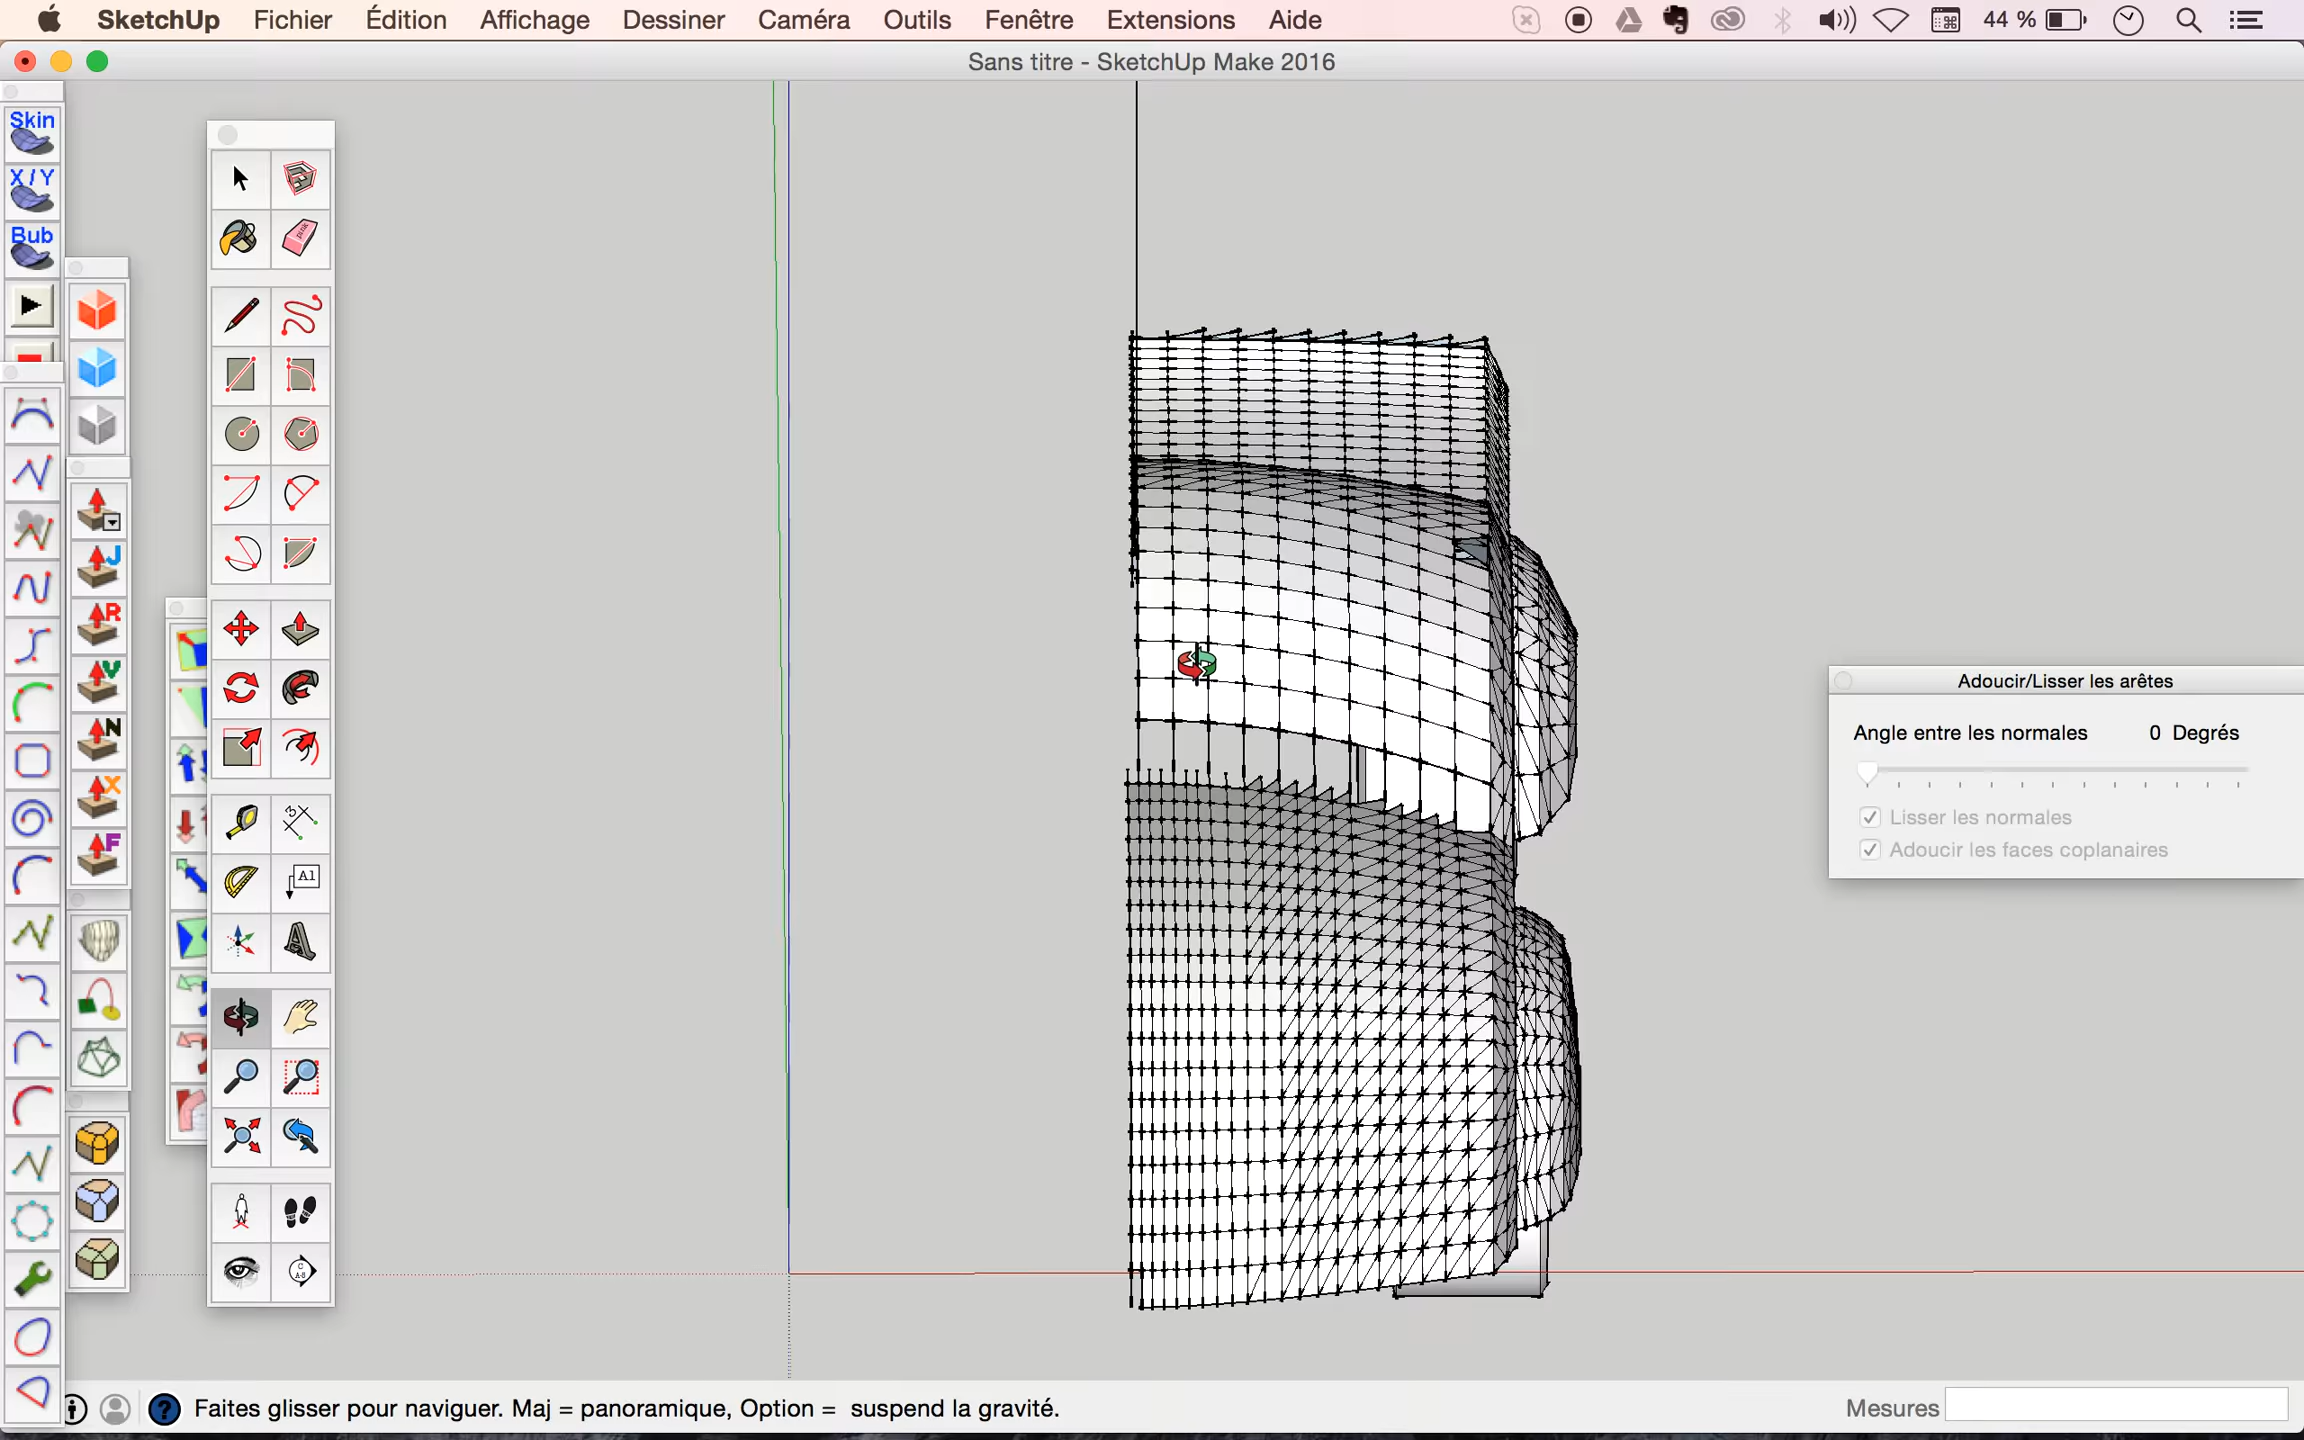 SketchUp Fichier Édition Affichage Dessiner Caméra Outils Fenêtre Extensions Aide 44 %
Sans titre - SketchUp Make 2016
Skin
X / Y
Bub
J
R
V
N
X
F
A1
Adoucir/Lisser les arêtes
Angle entre les normales 0 Degrés
Lisser les normales
Adoucir les faces coplanaires
Faites glisser pour naviguer. Maj = panoramique, Option = suspend la gravité.
Mesures